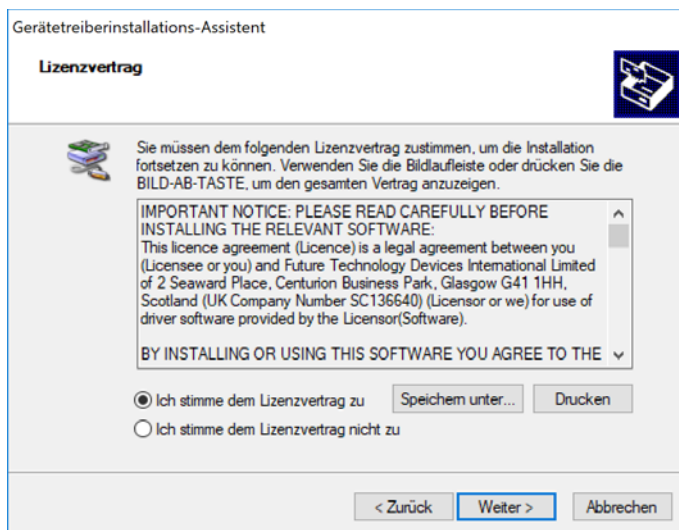 Gerätetreiberinstallations-Assistent
Lizenzvertrag
Sie müssen dem folgenden Lizenzvertrag zustimmen, um die Installation
fortsetzen zu können. Verwenden Sie die Bildlaufleiste oder drücken Sie die
BILD-AB-TASTE, um den gesamten Vertrag anzuzeigen.
IMPORTANT NOTICE: PLEASE READ CAREFULLY BEFORE
INSTALLING THE RELEVANT SOFTWARE:
This licence agreement (Licence) is a legal agreement between you
(Licensee or you) and Future Technology Devices International Limited
of 2 Seaward Place, Centurion Business Park, Glasgow G41 1HH,
Scotland (UK Company Number SC136640) (Licensor or we) for use of
driver software provided by the Licensor(Software).
BY INSTALLING OR USING THIS SOFTWARE YOU AGREE TO THE
Ich stimme dem Lizenzvertrag zu
Speichern unter...
Drucken
Ich stimme dem Lizenzvertrag nicht zu
< Zurück
Weiter >
Abbrechen